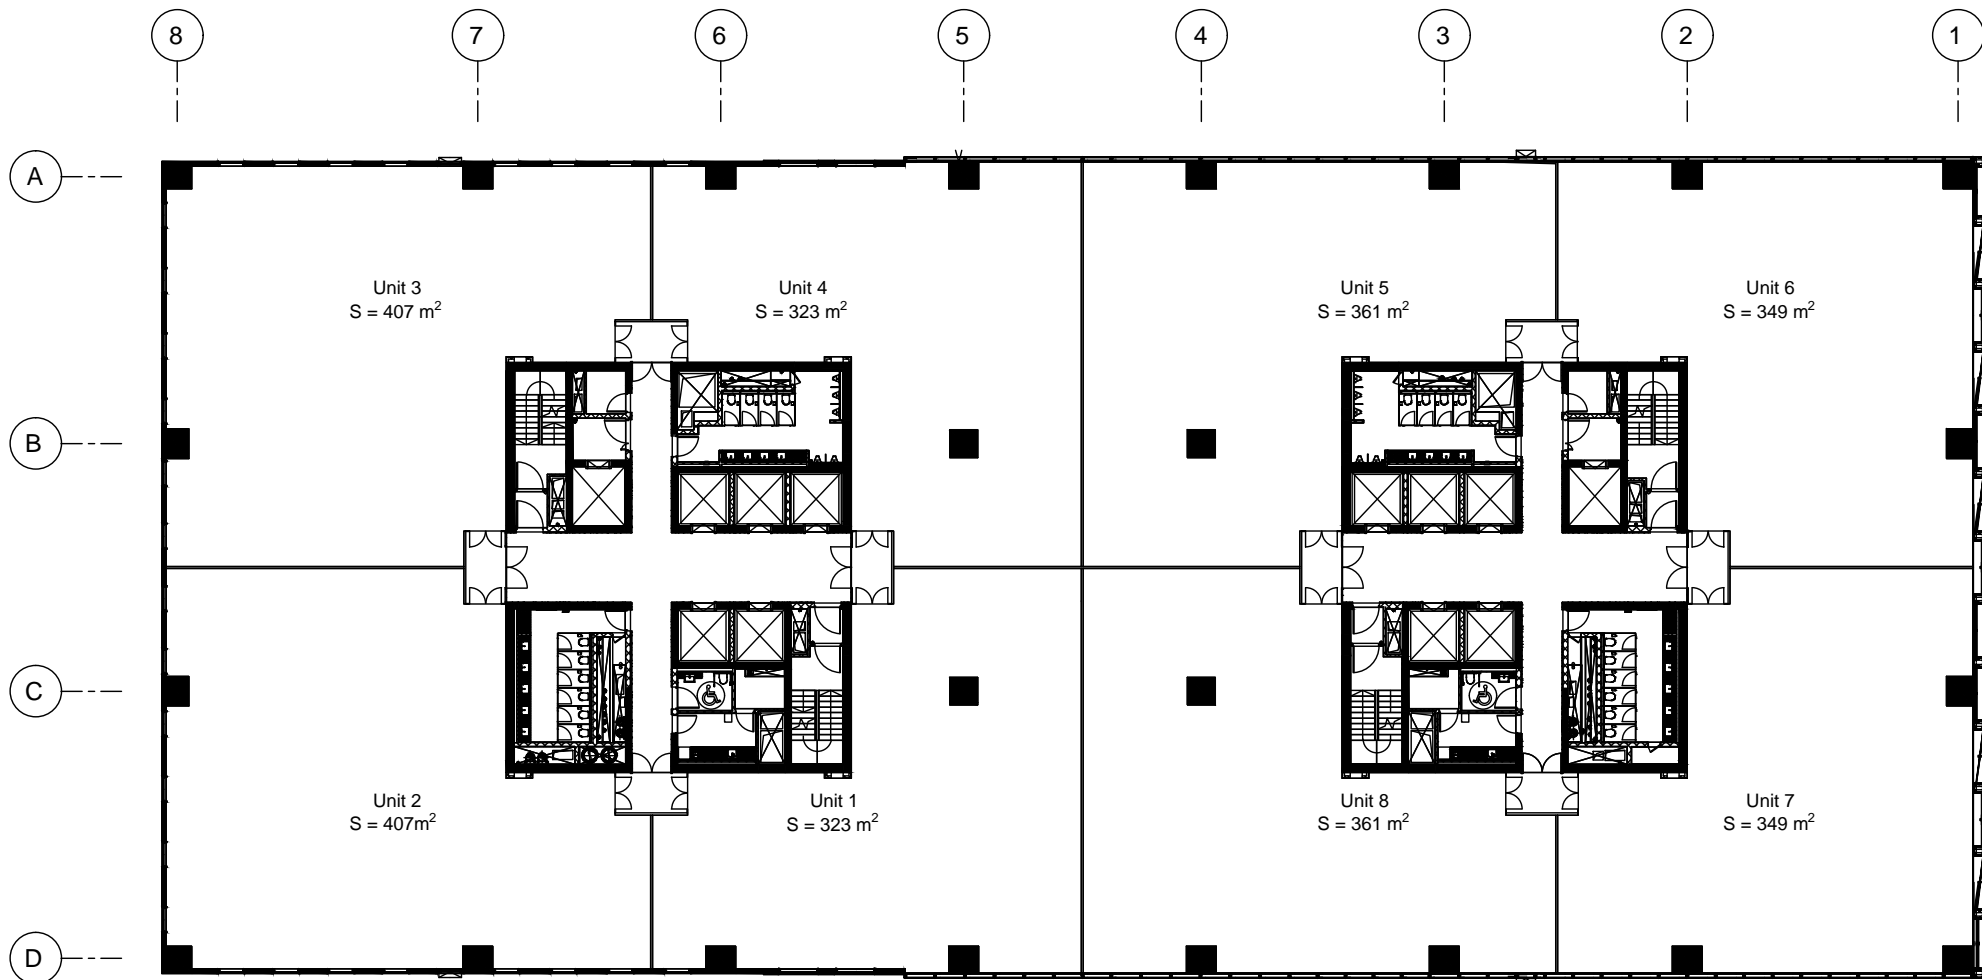 8 7 6 5 4 3 2 1
A
Unit 3
S = 407 m²
Unit 4
S = 323 m²
Unit 5
S = 361 m²
Unit 6
S = 349 m²
B
C
Unit 2
S = 407m²
Unit 1
S = 323 m²
Unit 8
S = 361 m²
Unit 7
S = 349 m²
D